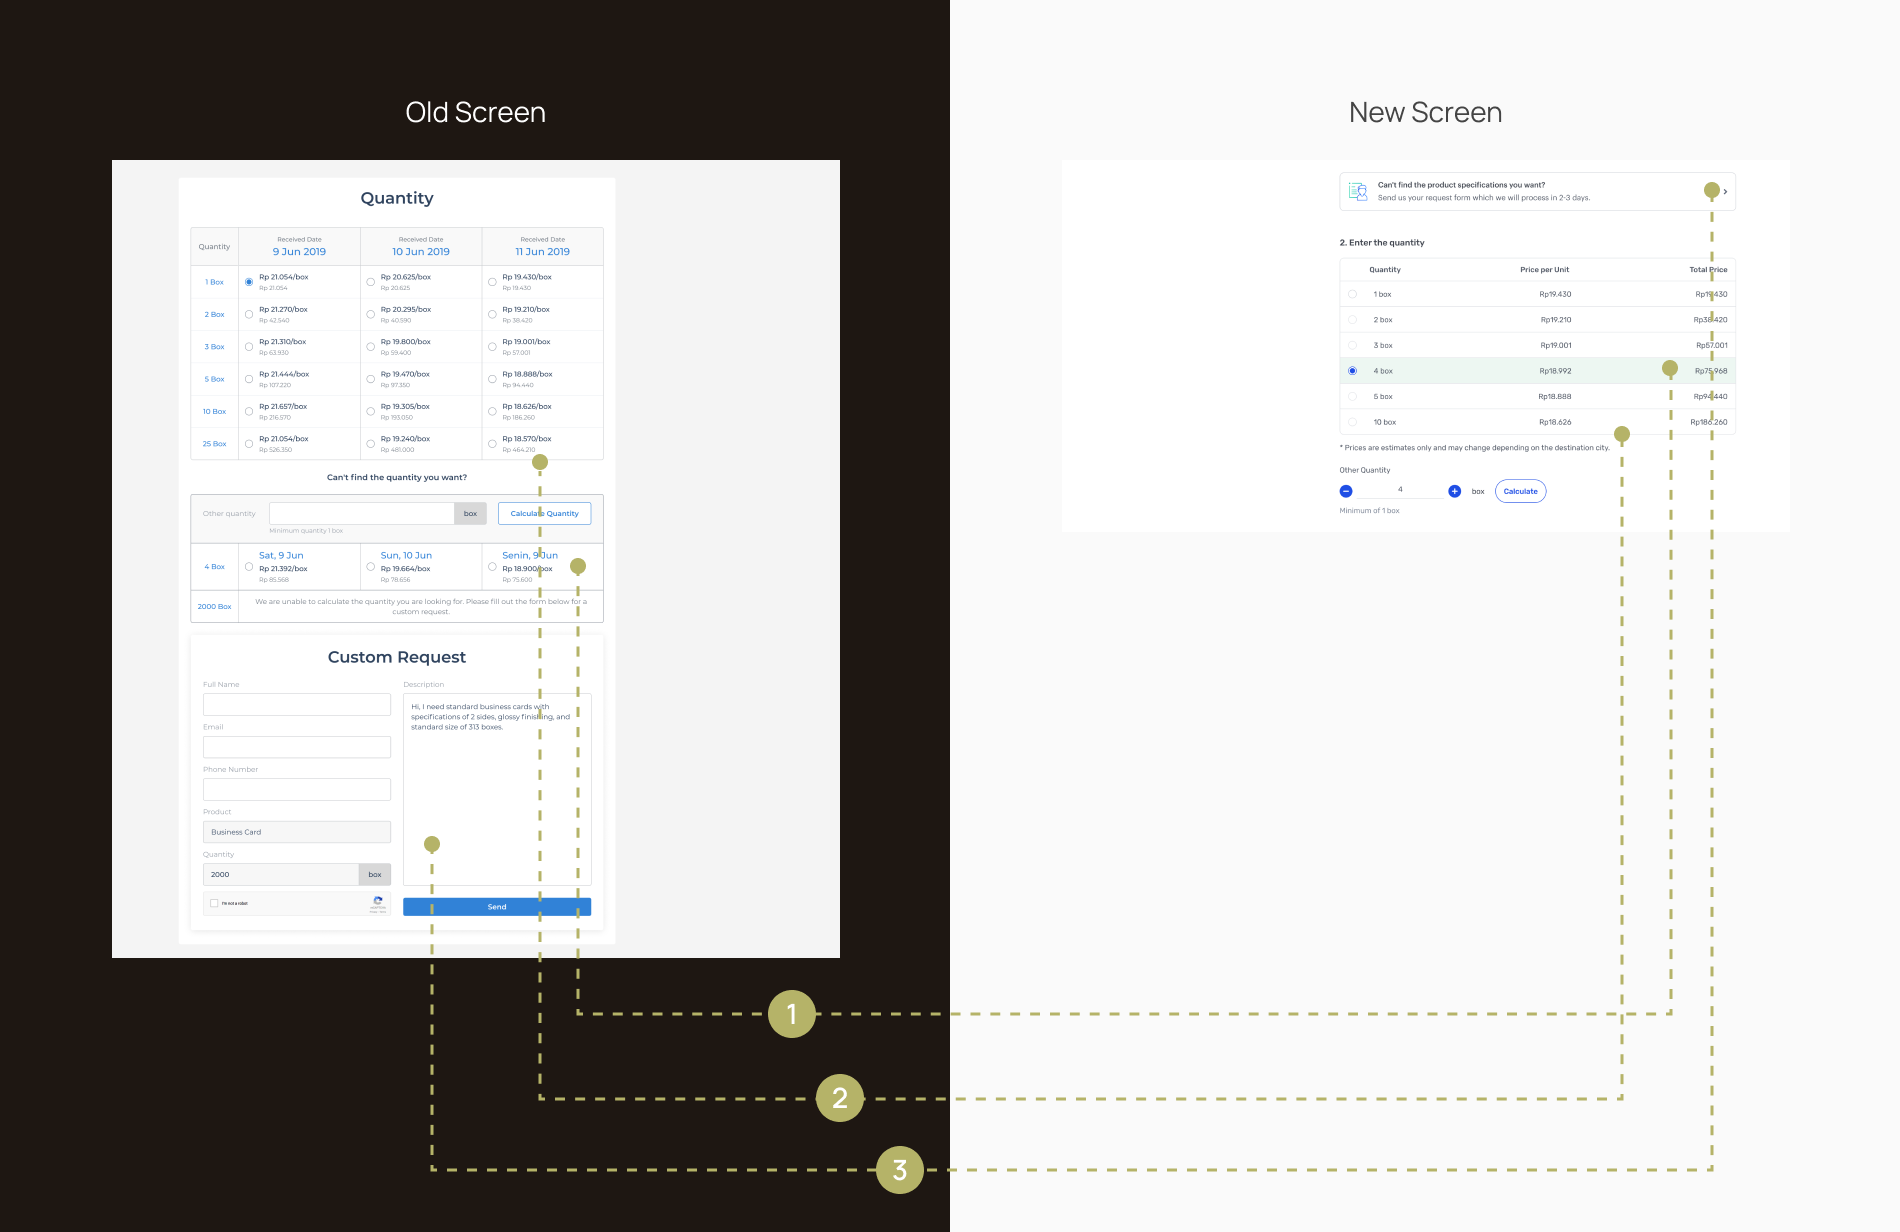 Old Screen
Quantity
Quantity
Received Date
9 Jun 2019
Received Date
10 Jun 2019
Received Date
11 Jun 2019
1 Box
Rp 21.054/box
Rp 21.054
Rp 20.625/box
Rp 20.625
Rp 19.430/box
Rp 19.430
2 Box
Rp 21.270/box
Rp 42.540
Rp 20.295/box
Rp 40.590
Rp 19.210/box
Rp 38.420
3 Box
Rp 21.310/box
Rp 63.930
Rp 19.800/box
Rp 59.400
Rp 19.001/box
Rp 57.001
5 Box
Rp 21.444/box
Rp 107.220
Rp 19.470/box
Rp 97.350
Rp 18.888/box
Rp 94.440
10 Box
Rp 21.657/box
Rp 216.570
Rp 19.305/box
Rp 193.050
Rp 18.626/box
Rp 186.260
25 Box
Rp 21.054/box
Rp 526.350
Rp 19.240/box
Rp 481.000
Rp 18.570/box
Rp 464.210
Can't find the quantity you want?
Other quantity
box
Calculate Quantity
Minimum quantity 1 box
4 Box
Sat, 9 Jun
Rp 21.392/box
Rp 85.568
Sun, 10 Jun
Rp 19.664/box
Rp 78.656
Senin, 9 Jun
Rp 18.900/box
Rp 75.600
2000 Box
We are unable to calculate the quantity you are looking for. Please fill out the form below for a
custom request.
Custom Request
Full Name
Email
Phone Number
Product
Business Card
Quantity
2000
box
I'm not a robot
Description
Hi, I need standard business cards with
specifications of 2 sides, glossy finishing, and
standard size of 313 boxes.
Send
New Screen
Can't find the product specifications you want?
Send us your request form which we will process in 2-3 days.
2. Enter the quantity
Quantity
Price per Unit
Total Price
1 box
Rp19.430
Rp19.430
2 box
Rp19.210
Rp38.420
3 box
Rp19.001
Rp57.001
4 box
Rp18.992
Rp75.968
5 box
Rp18.888
Rp94.440
10 box
Rp18.626
Rp186.260
* Prices are estimates only and may change depending on the destination city.
Other Quantity
4
box
Calculate
Minimum of 1 box
1
2
3